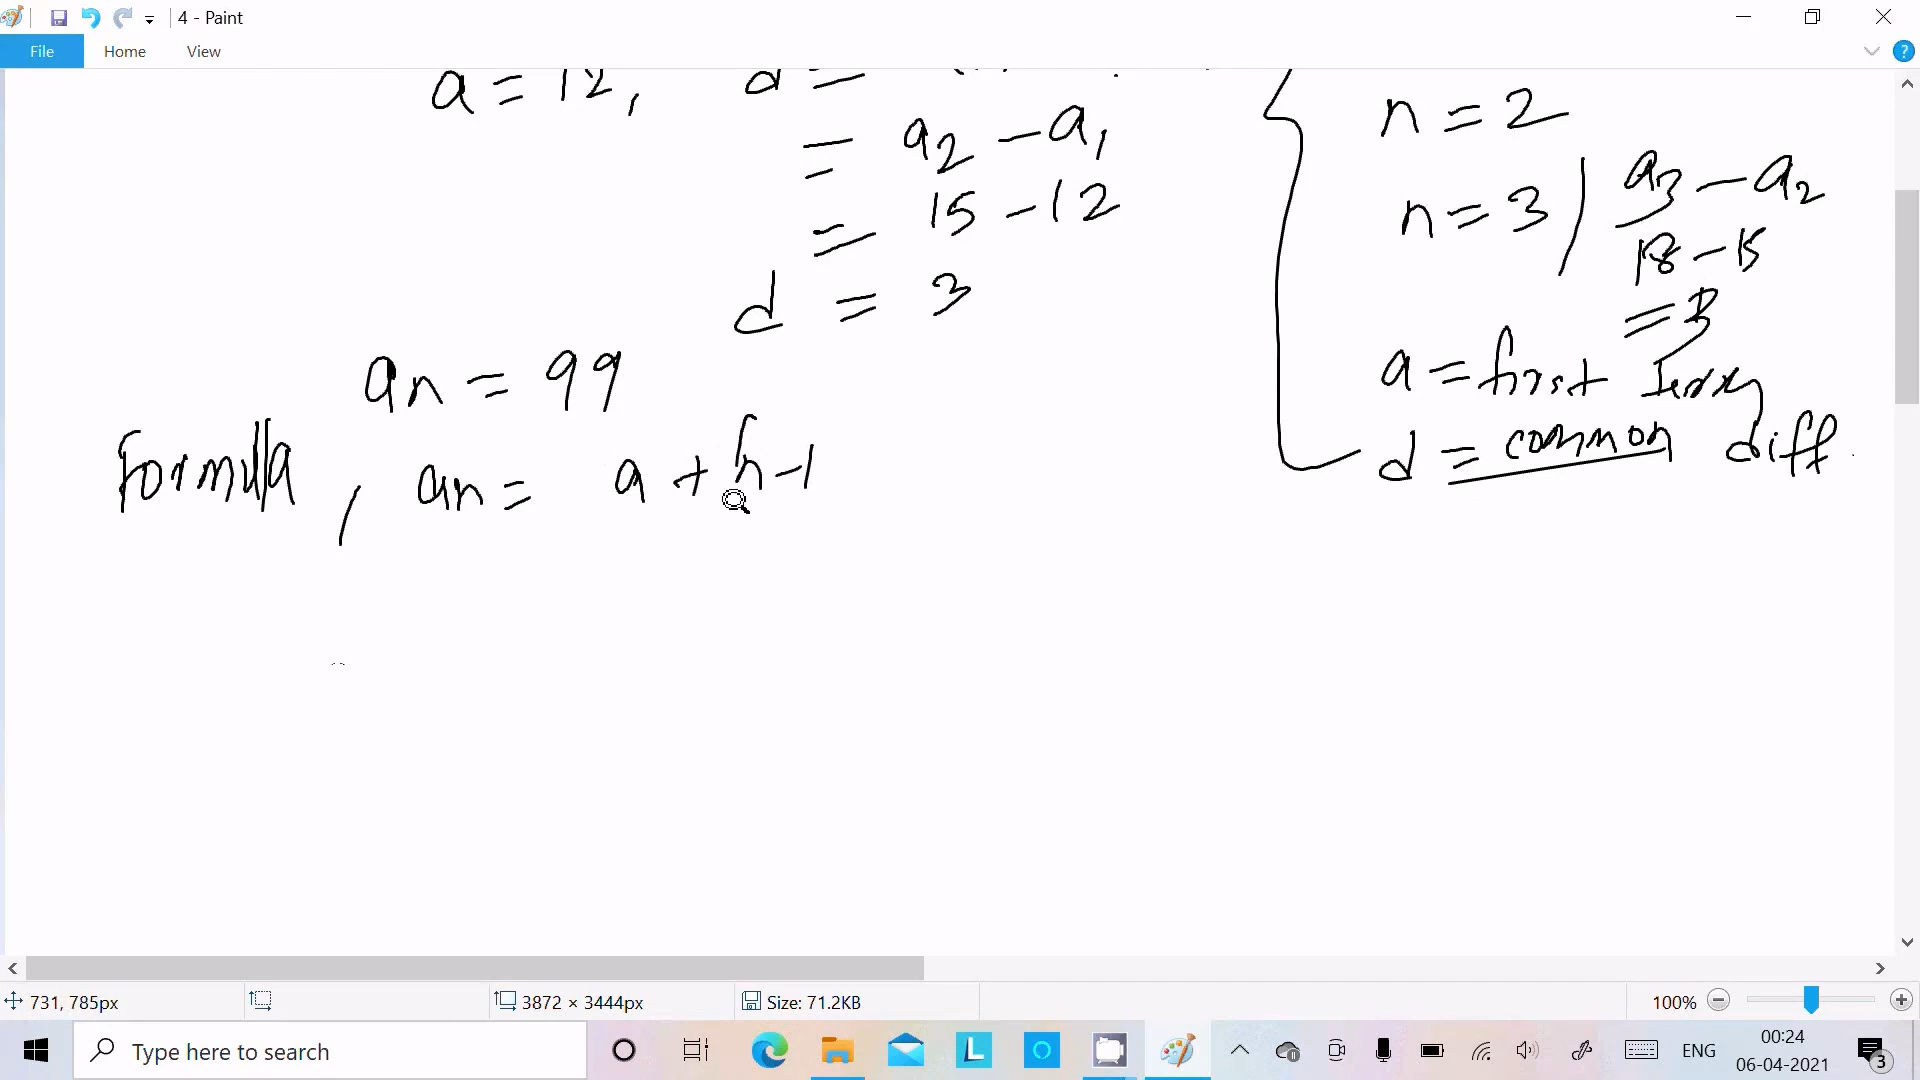 4 - Paint
File Home View
a = 12, d =
= a2 - a1
= 15 - 12
d = 3
an = 99
Formula, an = a + n-1
n = 2
n = 3 / a3 - a2
18 - 15
= 3
a = first
d = common diff.
731, 785px
3872 × 3444px
Size: 71.2KB
100%
Type here to search
ENG
00:24
06-04-2021
3